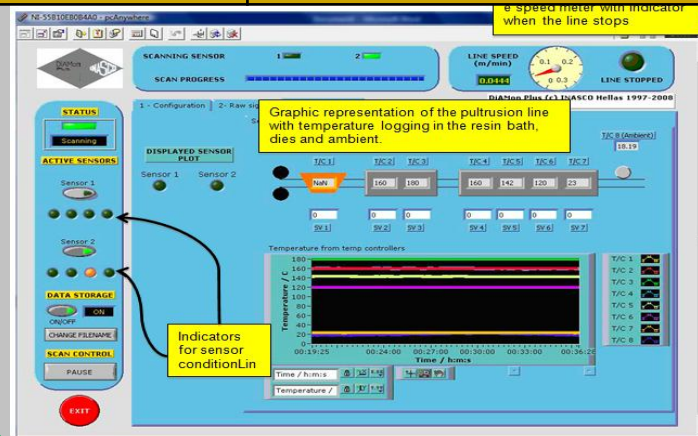 NI-55810EB0B4A0 - pcAnywhere
e speed meter with indicator
when the line stops
DiAMon
Plus
INASCO
SCANNING SENSOR
1
2
SCAN PROGRESS
LINE SPEED
(m/min)
0.0444
0.1
0.2
0
0.3
LINE STOPPED
DiAMon Plus (c) INASCO Hellas 1997-2008
STATUS
Scanning
ACTIVE SENSORS
Sensor 1
Sensor 2
DATA STORAGE
ON/OFF
ON
CHANGE FILENAME
SCAN CONTROL
PAUSE
EXIT
1 - Configuration
2- Raw sig
Graphic representation of the pultrusion line
with temperature logging in the resin bath,
dies and ambient.
DISPLAYED SENSOR
PLOT
Sensor 1 Sensor 2
T/C 8 (Ambient)
18.19
T/C 1 T/C 2 T/C 3 T/C 4 T/C 5 T/C 6 T/C 7
NaN 160 180 160 142 120 23
0 0 0 0 0 0 0
SV 1 SV 2 SV 3 SV 4 SV 5 SV 6 SV 7
Temperature from temp controllers
Temperature / C
180
160
140
120
100
80
60
40
20
0
00:19:25 00:24:00 00:27:00 00:30:00 00:33:00 00:36:28
Time / h:m:s
T/C 1
T/C 2
T/C 3
T/C 4
T/C 5
T/C 6
T/C 7
T/C 8
Time / h:m:s
Temperature /
Indicators
for sensor
conditionLin